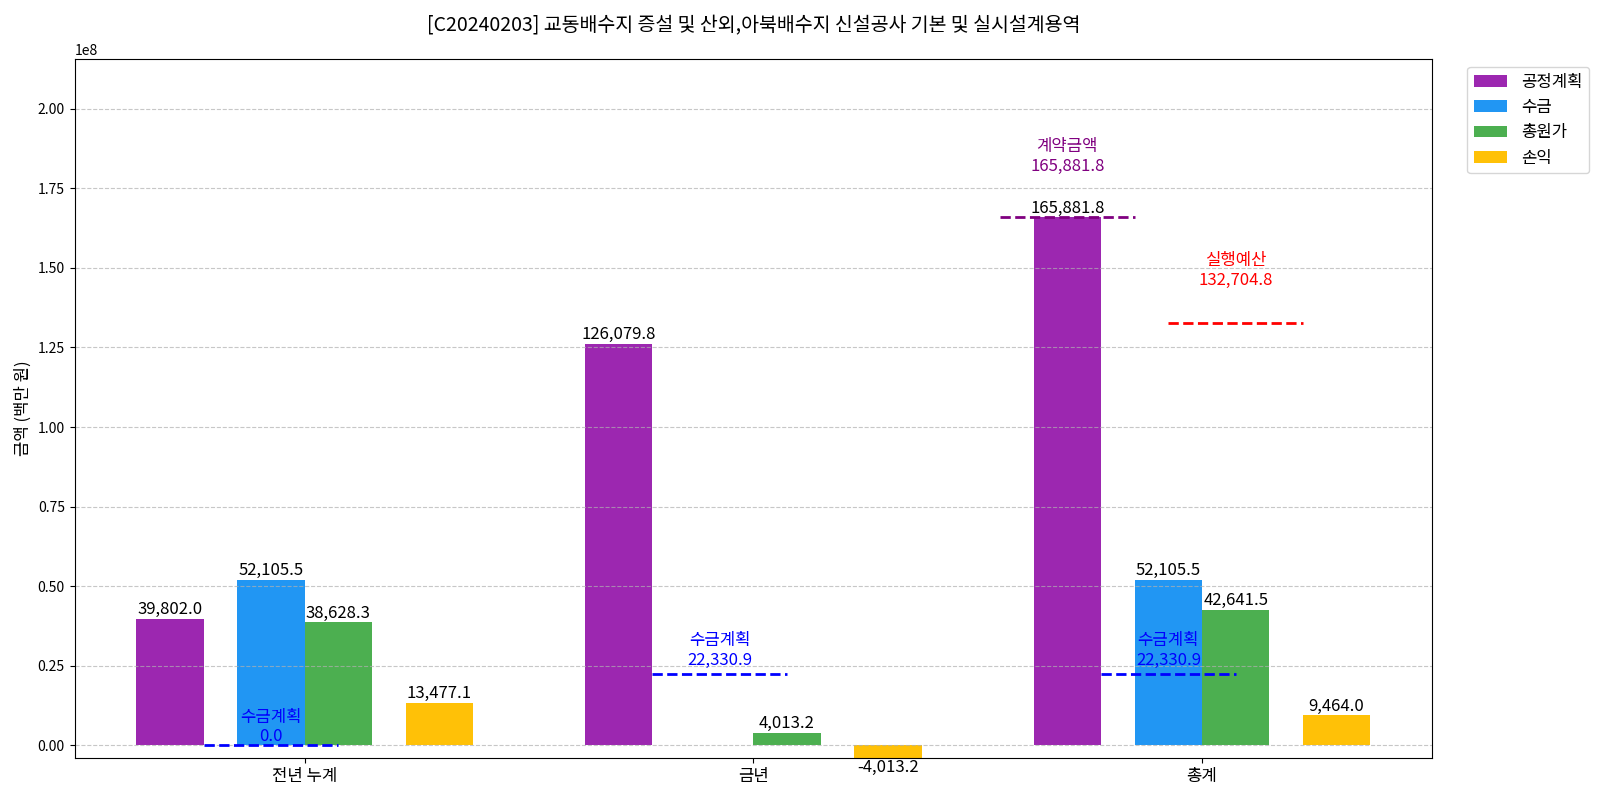 [C20240203] 교동배수지 증설 및 산외,아북배수지 신설공사 기본 및 실시설계용역
1e8
공정계획
수금
총원가
손익
금액 (백만 원)
2.00
1.75
1.50
1.25
1.00
0.75
0.50
0.25
0.00
39,802.0
52,105.5
38,628.3
13,477.1
수금계획
0.0
126,079.8
수금계획
22,330.9
4,013.2
-4,013.2
계약금액
165,881.8
165,881.8
실행예산
132,704.8
52,105.5
42,641.5
수금계획
22,330.9
9,464.0
전년 누계
금년
총계